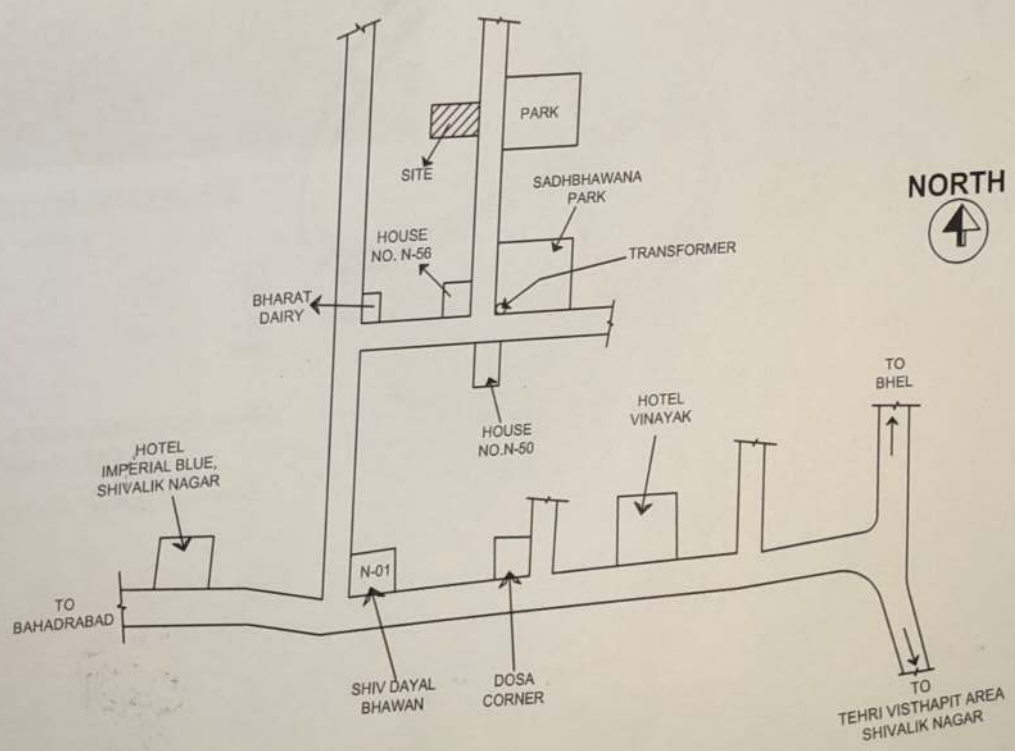 PARK
SITE
SADHBHAWANA
PARK
NORTH
HOUSE
NO. N-56
TRANSFORMER
BHARAT
DAIRY
TO
BHEL
HOUSE
NO.N-50
HOTEL
VINAYAK
HOTEL
IMPERIAL BLUE,
SHIVALIK NAGAR
N-01
TO
BAHADRABAD
SHIV DAYAL
BHAWAN
DOSA
CORNER
TO
TEHRI VISTHAPIT AREA
SHIVALIK NAGAR